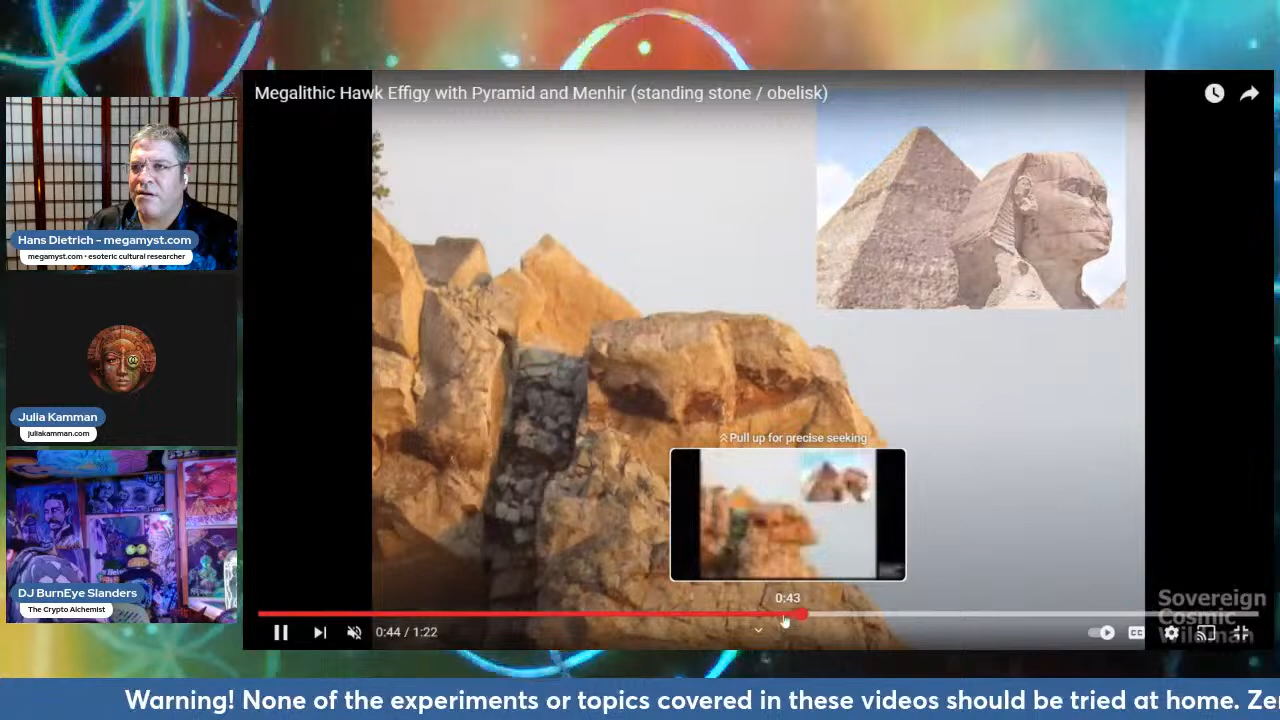 Megalithic Hawk Effigy with Pyramid and Menhir (standing stone / obelisk)
Hans Dietrich - megamyst.com
megamyst.com • esoteric cultural researcher
Julia Kamman
juliakamman.com
DJ BurnEye Slanders
The Crypto Alchemist
Pull up for precise seeking
0:43
0:44 / 1:22
CC
Sovereign
Cosmic
Warning! None of the experiments or topics covered in these videos should be tried at home. Ze